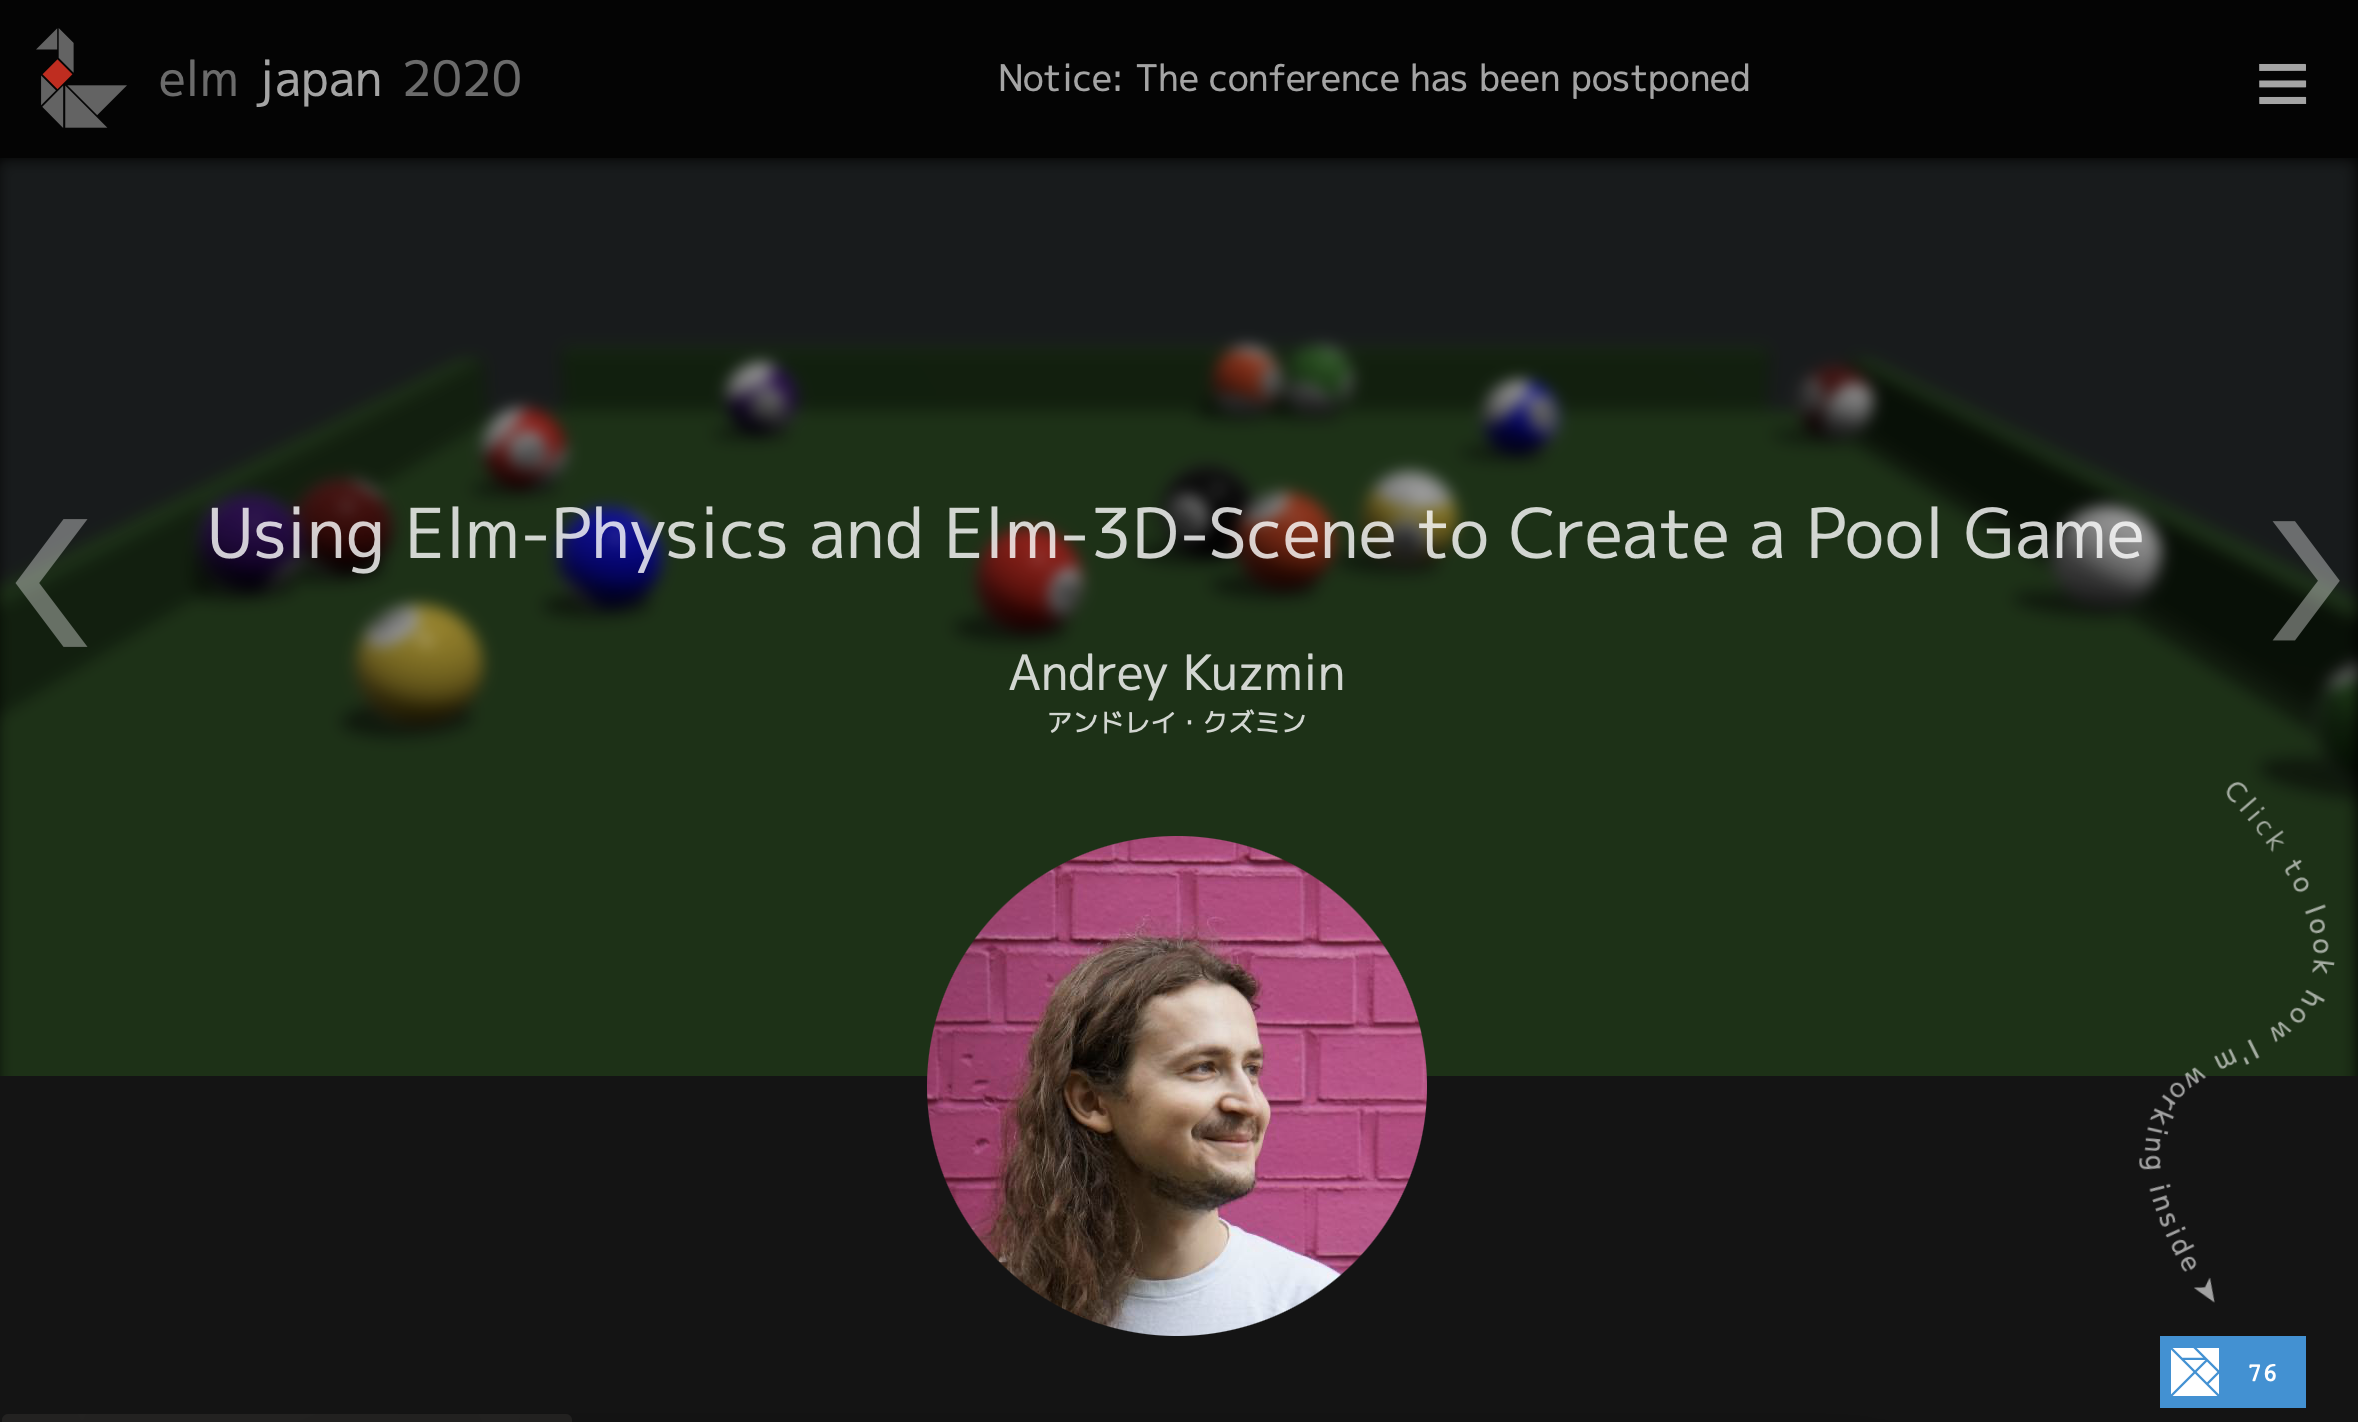 elm japan 2020
Notice: The conference has been postponed
Using Elm-Physics and Elm-3D-Scene to Create a Pool Game
Andrey Kuzmin
アンドレイ・クズミン
Click to look how I'm working inside ➤
76